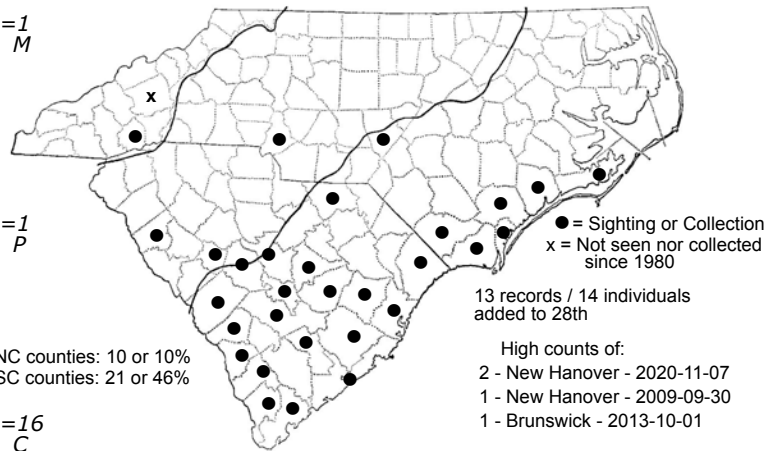 =1
M
x
=1
P
● = Sighting or Collection
x = Not seen nor collected
since 1980
13 records / 14 individuals
added to 28th
NC counties: 10 or 10%
SC counties: 21 or 46%
High counts of:
2 - New Hanover - 2020-11-07
1 - New Hanover - 2009-09-30
1 - Brunswick - 2013-10-01
=16
C